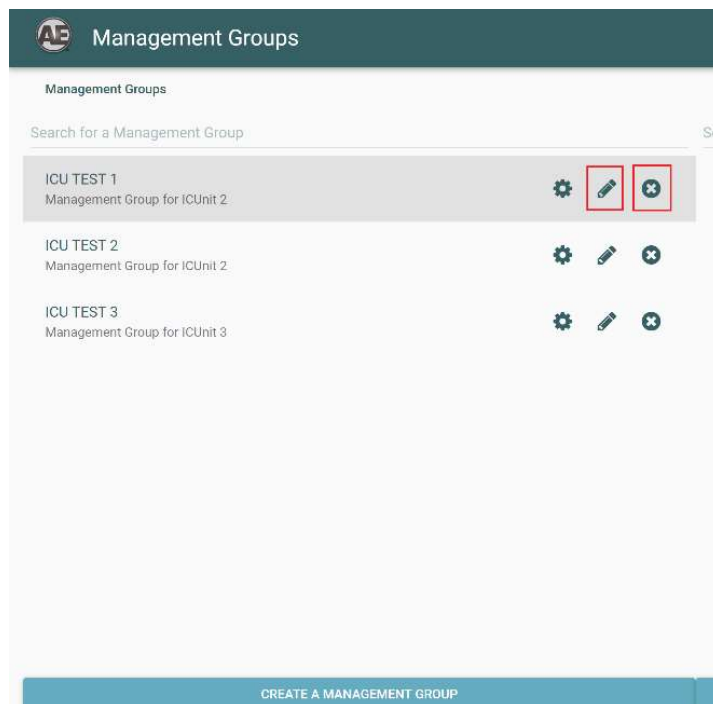 AE
Management Groups
Management Groups
Search for a Management Group
ICU TEST 1
Management Group for ICUnit 2
ICU TEST 2
Management Group for ICUnit 2
ICU TEST 3
Management Group for ICUnit 3
CREATE A MANAGEMENT GROUP